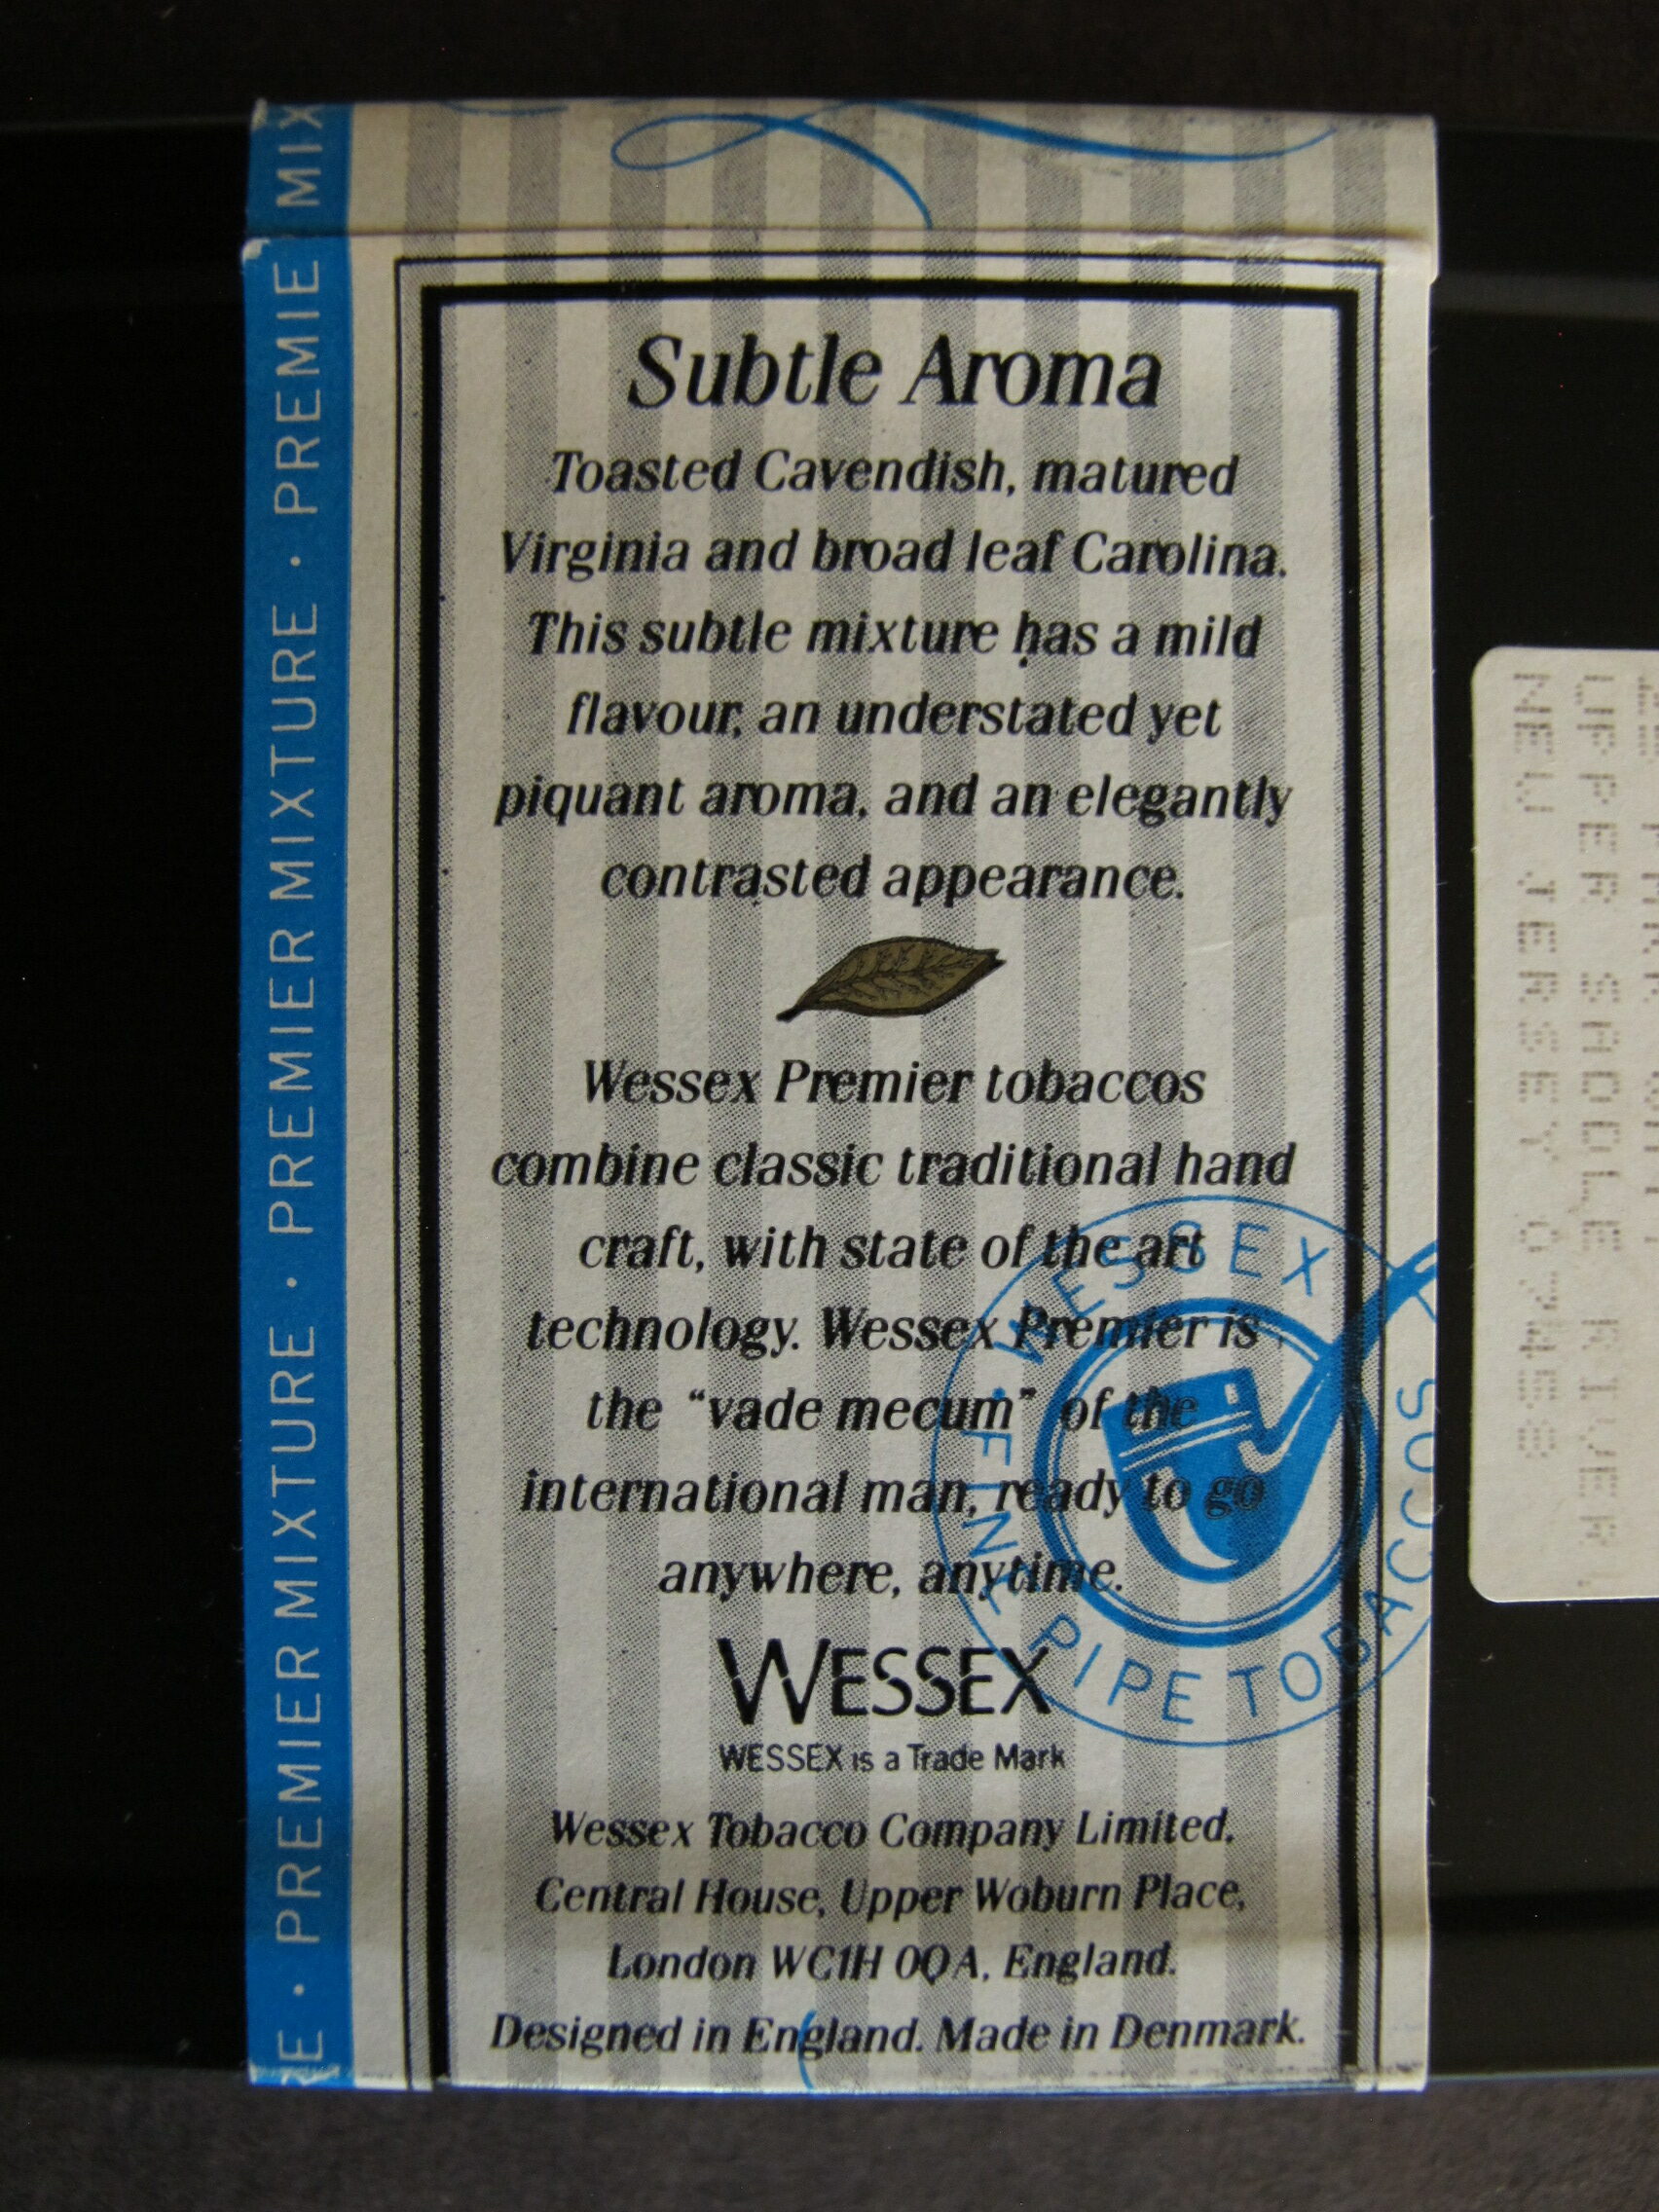 Subtle Aroma
Toasted Cavendish, matured
Virginia and broad leaf Carolina.
This subtle mixture has a mild
flavour, an understated yet
piquant aroma, and an elegantly
contrasted appearance.
Wessex Premier tobaccos
combine classic traditional hand
craft, with state of the art
technology. Wessex Premier is
the “vade mecum” of the
international man, ready to go
anywhere, anytime.
WESSEX
WESSEX is a Trade Mark
Wessex Tobacco Company Limited,
Central House, Upper Woburn Place,
London WC1H 0QA, England.
Designed in England. Made in Denmark.
WESSEX • FINE PIPE TOBACCOS
RE • PREMIER MIXTURE • PREMIER MIXTURE • PREMIE MIX
UPPER SADDLE RIVER,
NEW JERSEY 07458